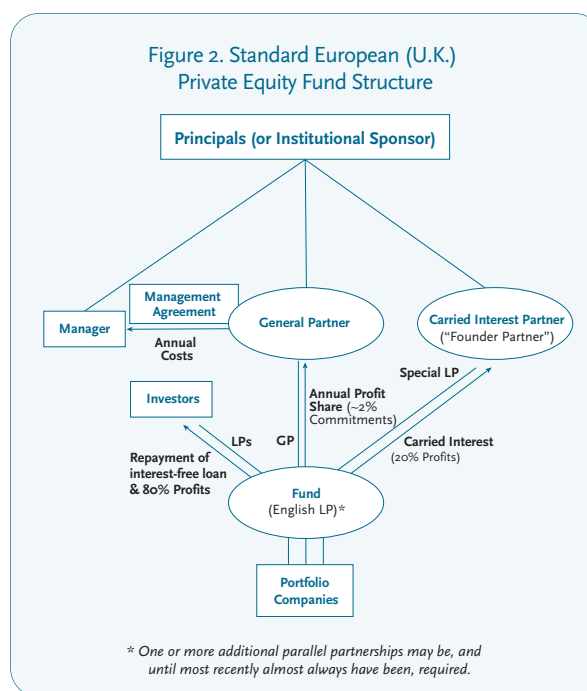 Figure 2. Standard European (U.K.)
Private Equity Fund Structure
Principals (or Institutional Sponsor)
Management
Agreement
Manager
Annual
Costs
General Partner
Carried Interest Partner
(“Founder Partner”)
Investors
LPs
Repayment of
interest-free loan
& 80% Profits
GP
Annual Profit
Share (~2%
Commitments)
Special LP
Carried Interest
(20% Profits)
Fund
(English LP)*
Portfolio
Companies
* One or more additional parallel partnerships may be, and
until most recently almost always have been, required.